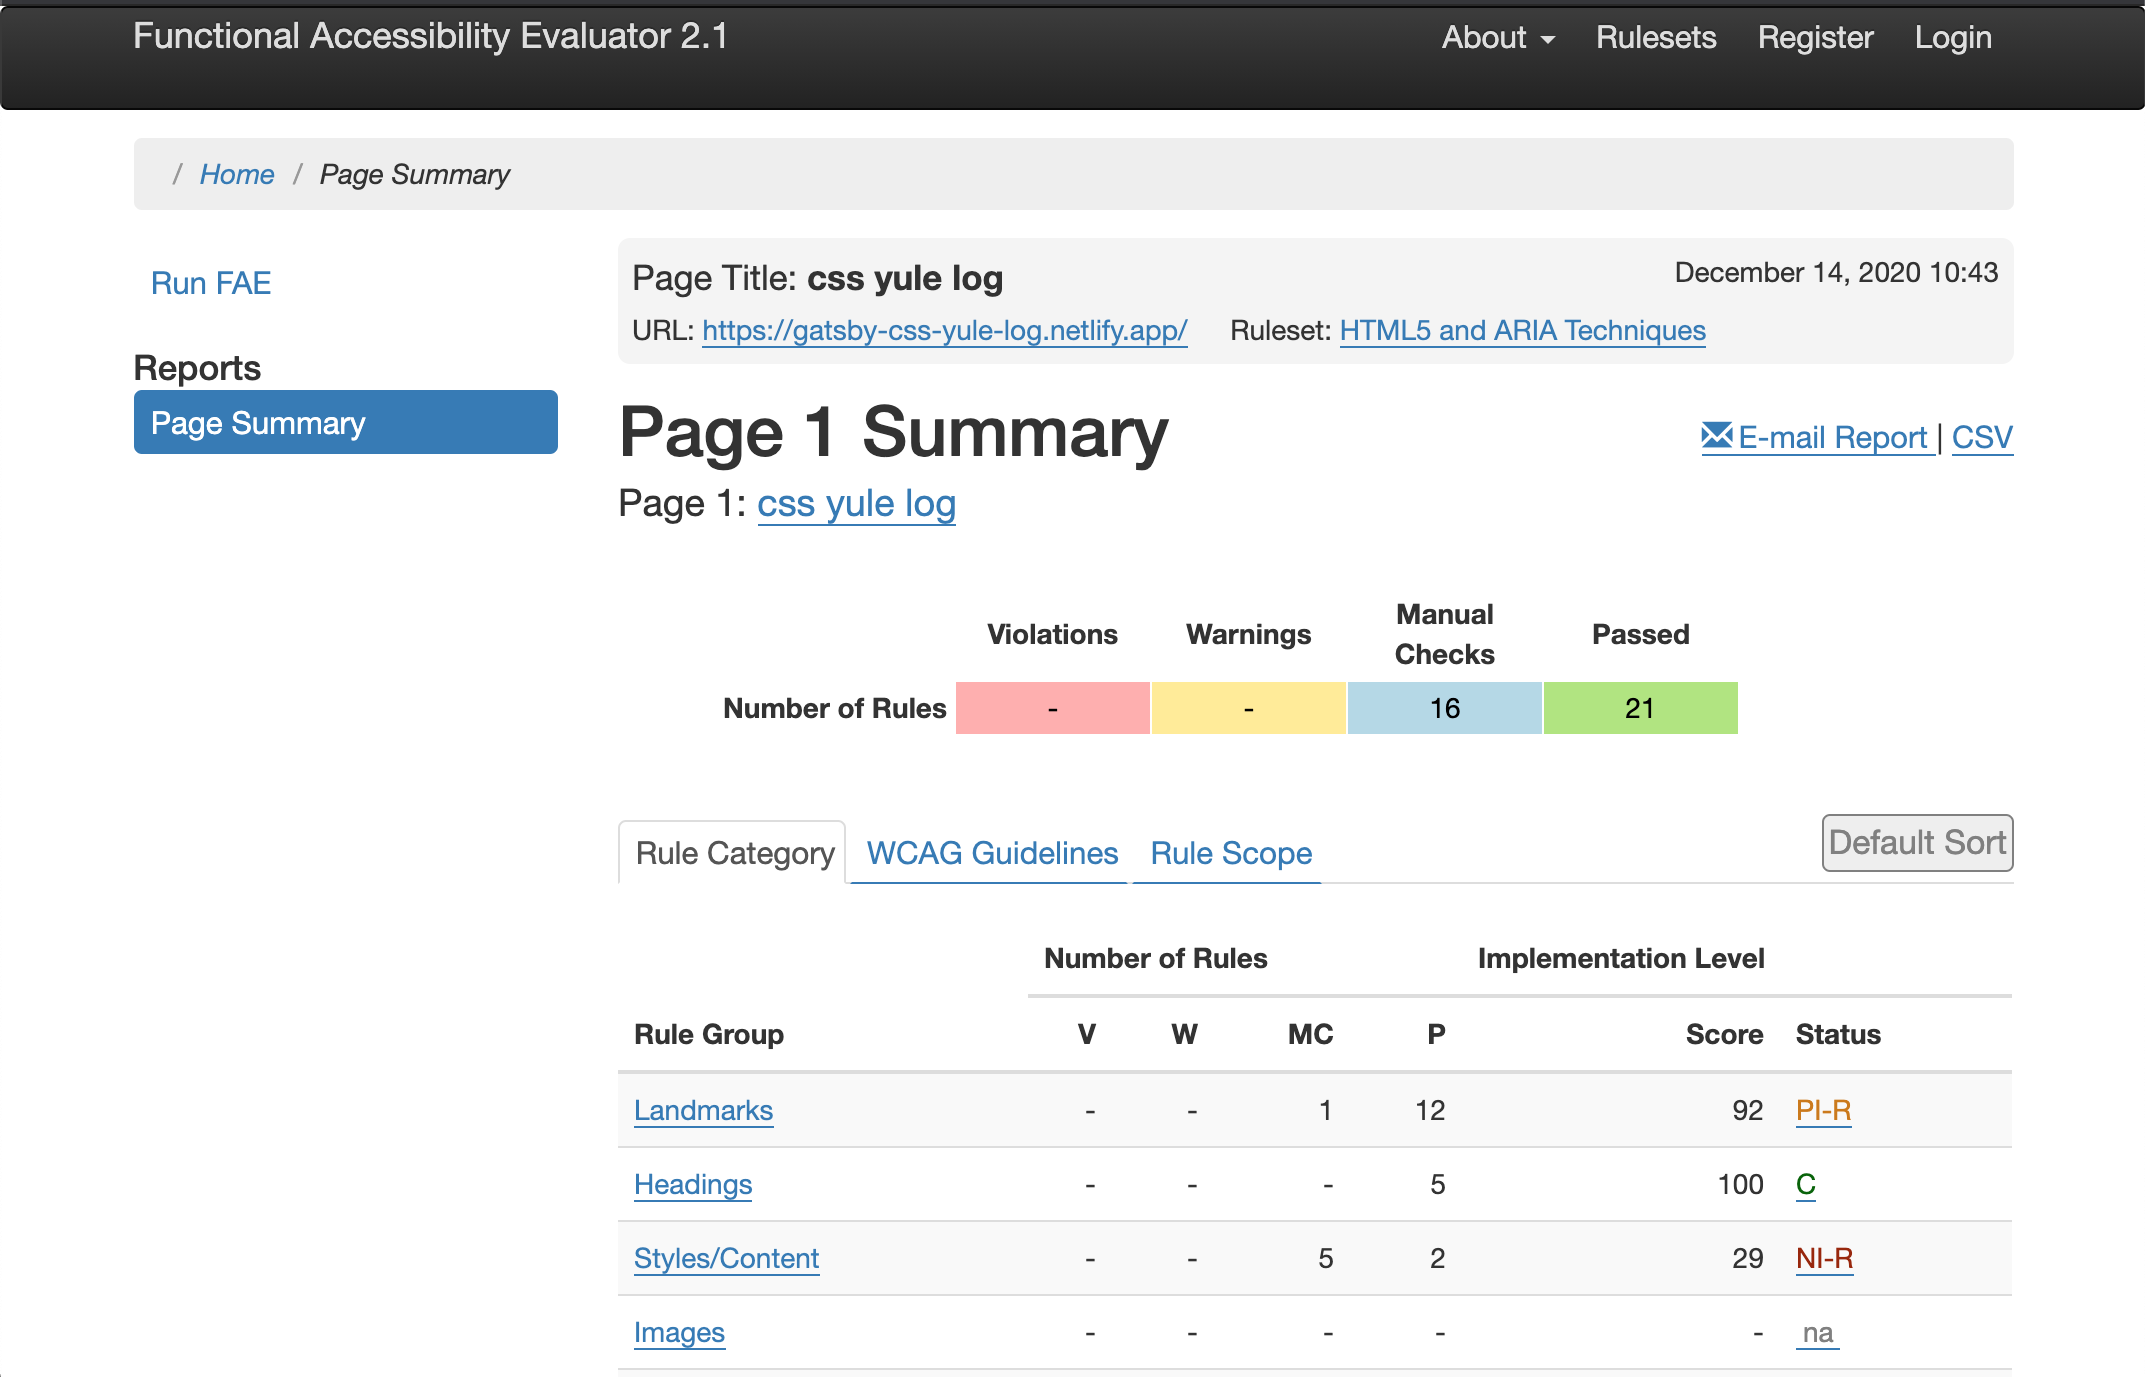 Functional Accessibility Evaluator 2.1 About Rulesets Register Login
/ Home / Page Summary
Run FAE
Reports
Page Summary
Page Title: css yule log December 14, 2020 10:43
URL: https://gatsby-css-yule-log.netlify.app/ Ruleset: HTML5 and ARIA Techniques
Page 1 Summary
E-mail Report | CSV
Page 1: css yule log
Violations Warnings Manual Checks Passed
Number of Rules - - 16 21
Rule Category WCAG Guidelines Rule Scope Default Sort
Number of Rules Implementation Level
Rule Group V W MC P Score Status
Landmarks - - 1 12 92 PI-R
Headings - - - 5 100 C
Styles/Content - - 5 2 29 NI-R
Images - - - - - na